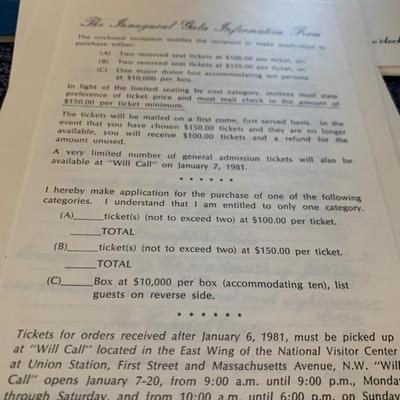 The Inaugural Gala Information Form
The enclosed invitation entitles the recipient to make application to
purchase either:
(A) Two reserved seat tickets at $100.00 per ticket, or;
(B) Two reserved seat tickets at $150.00 per ticket, or;
(C) One major donor box accommodating ten persons
at $10,000 per box.
In light of the limited seating by cost category, invitees must state
preference of ticket price and must mail check in the amount of
$150.00 per ticket minimum.
The tickets will be mailed on a first come, first served basis. In the
event that you have chosen $150.00 tickets and they are no longer
available, you will receive $100.00 tickets and a refund for the
amount unused.
A very limited number of general admission tickets will also be
available at "Will Call" on January 7, 1981.
• • • • • •
I hereby make application for the purchase of one of the following
categories. I understand that I am entitled to only one category.
(A)______ticket(s) (not to exceed two) at $100.00 per ticket.
______TOTAL
(B)______ticket(s) (not to exceed two) at $150.00 per ticket.
______TOTAL
(C)______Box at $10,000 per box (accommodating ten), list
guests on reverse side.
• • • • • •
Tickets for orders received after January 6, 1981, must be picked up
at "Will Call" located in the East Wing of the National Visitor Center
at Union Station, First Street and Massachusetts Avenue, N.W. "Will
Call" opens January 7-20, from 9:00 a.m. until 9:00 p.m., Monda
through Saturday, and from 10:00 a.m. until 6:00 p.m. on Sunday
o'clock